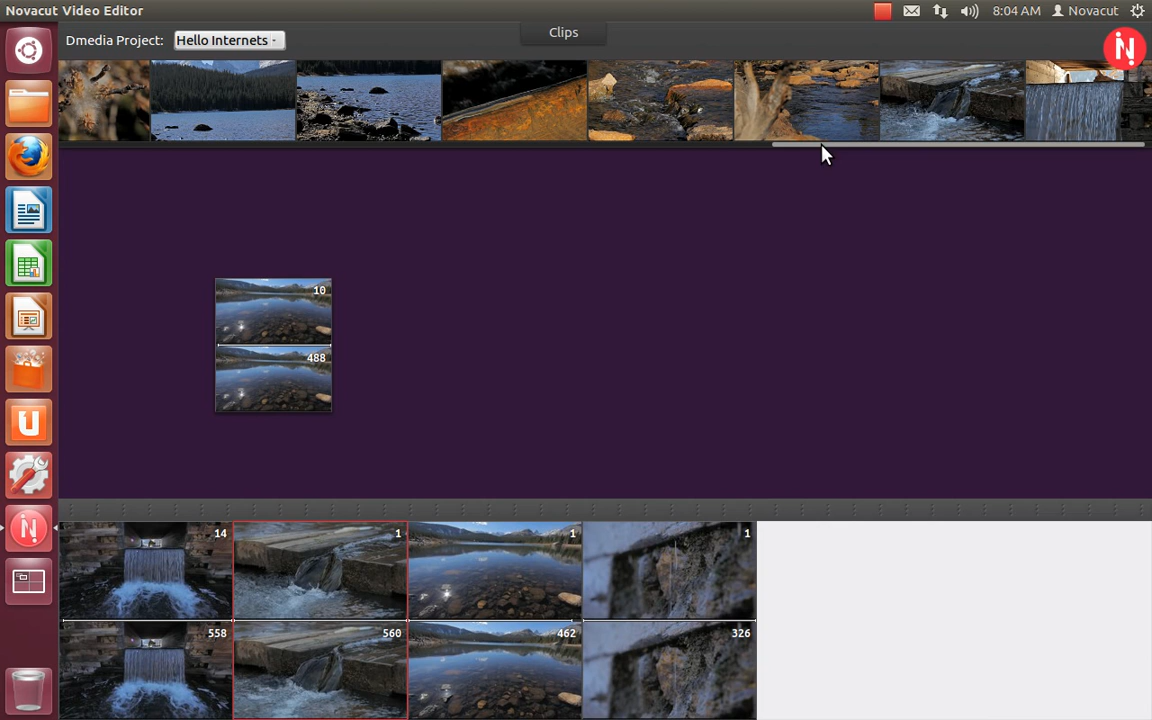 Novacut Video Editor
8:04 AM
Novacut
Dmedia Project:
Hello Internets
Clips
10
488
14
1
1
1
558
560
462
326